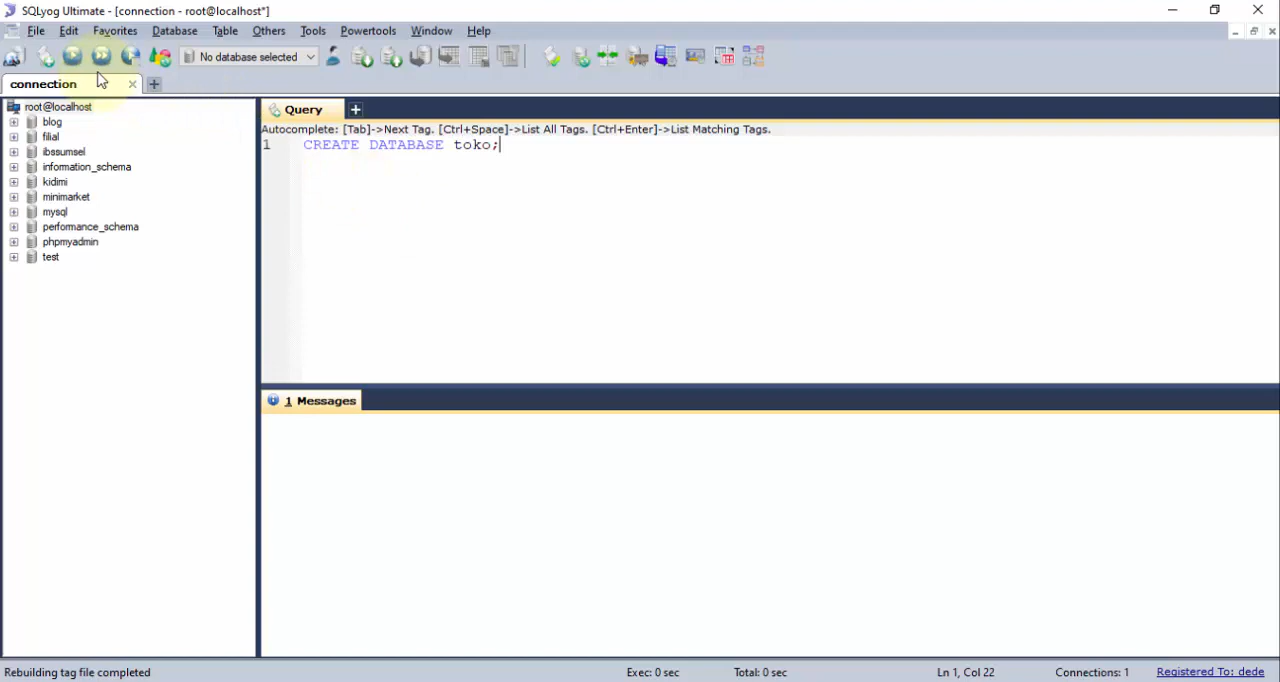 SQLyog Ultimate - [connection - root@localhost*]
File Edit Favorites Database Table Others Tools Powertools Window Help
No database selected
connection
root@localhost
blog
filial
ibssumsel
information_schema
kidimi
minimarket
mysql
performance_schema
phpmyadmin
test
Query
Autocomplete: [Tab]->Next Tag. [Ctrl+Space]->List All Tags. [Ctrl+Enter]->List Matching Tags.
1 CREATE DATABASE toko;
1 Messages
Rebuilding tag file completed Exec: 0 sec Total: 0 sec Ln 1, Col 22 Connections: 1 Registered To: dede